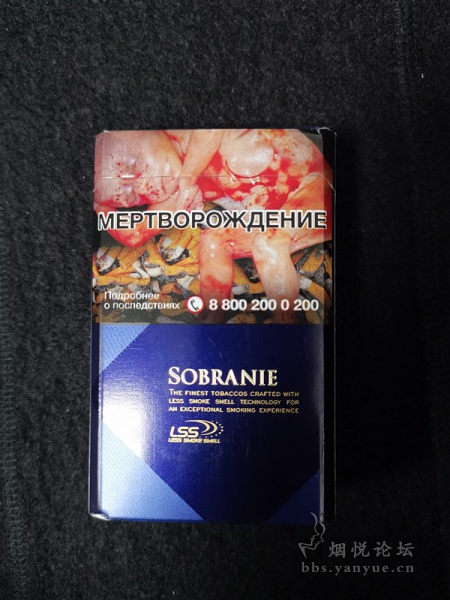 МЕРТВОРОЖДЕНИЕ
Подробнее
о последствиях
8 800 200 0 200
SOBRANIE
THE FINEST TOBACCOS CRAFTED WITH
LESS SMOKE SMELL TECHNOLOGY FOR
AN EXCEPTIONAL SMOKING EXPERIENCE
LSS
LESS SMOKE SMELL
烟悦论坛
bbs.yanyue.cn